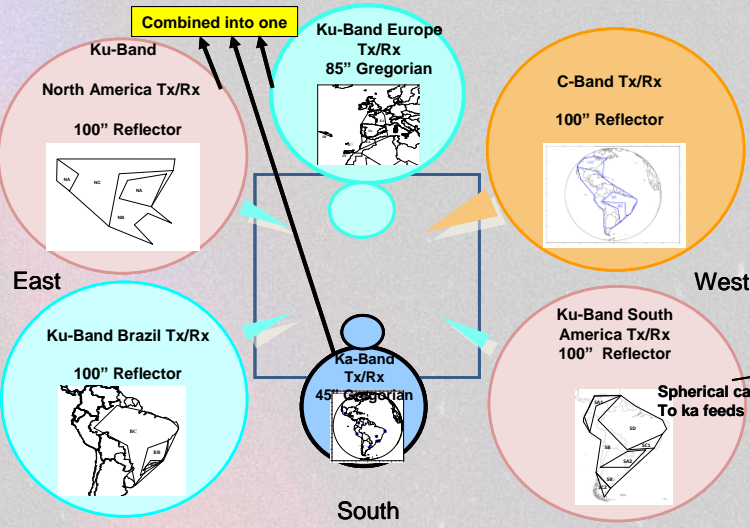 Combined into one
Ku-Band
North America Tx/Rx
100” Reflector
NA
NC
NA
NB
Ku-Band Europe
Tx/Rx
85” Gregorian
C-Band Tx/Rx
100” Reflector
East
West
Ku-Band Brazil Tx/Rx
100” Reflector
BC
BB
Ka-Band
Tx/Rx
45” Gregorian
Ku-Band South
America Tx/Rx
100” Reflector
Spherical ca
To ka feeds
SD
SC1
SB
SA2
SB
South